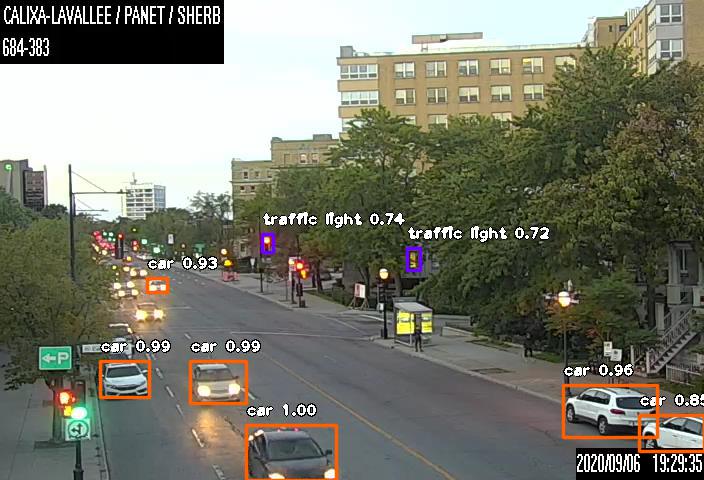 CALIXA-LAVALLEE / PANET / SHERB
684-383
traffic light 0.74
traffic light 0.72
car 0.93
car 0.99
car 0.99
car 0.96
car 0.85
car 1.00
P
2020/09/06 19:29:35